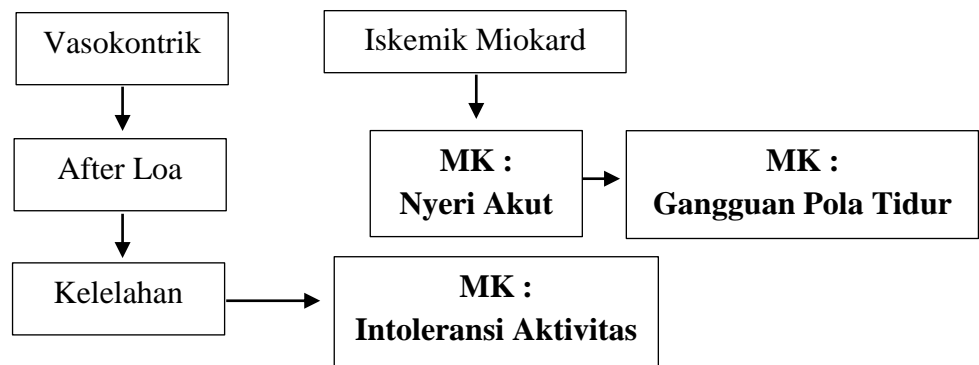 Vasokontrik
Iskemik Miokard
After Loa
MK :
Nyeri Akut
MK :
Gangguan Pola Tidur
Kelelahan
MK :
Intoleransi Aktivitas